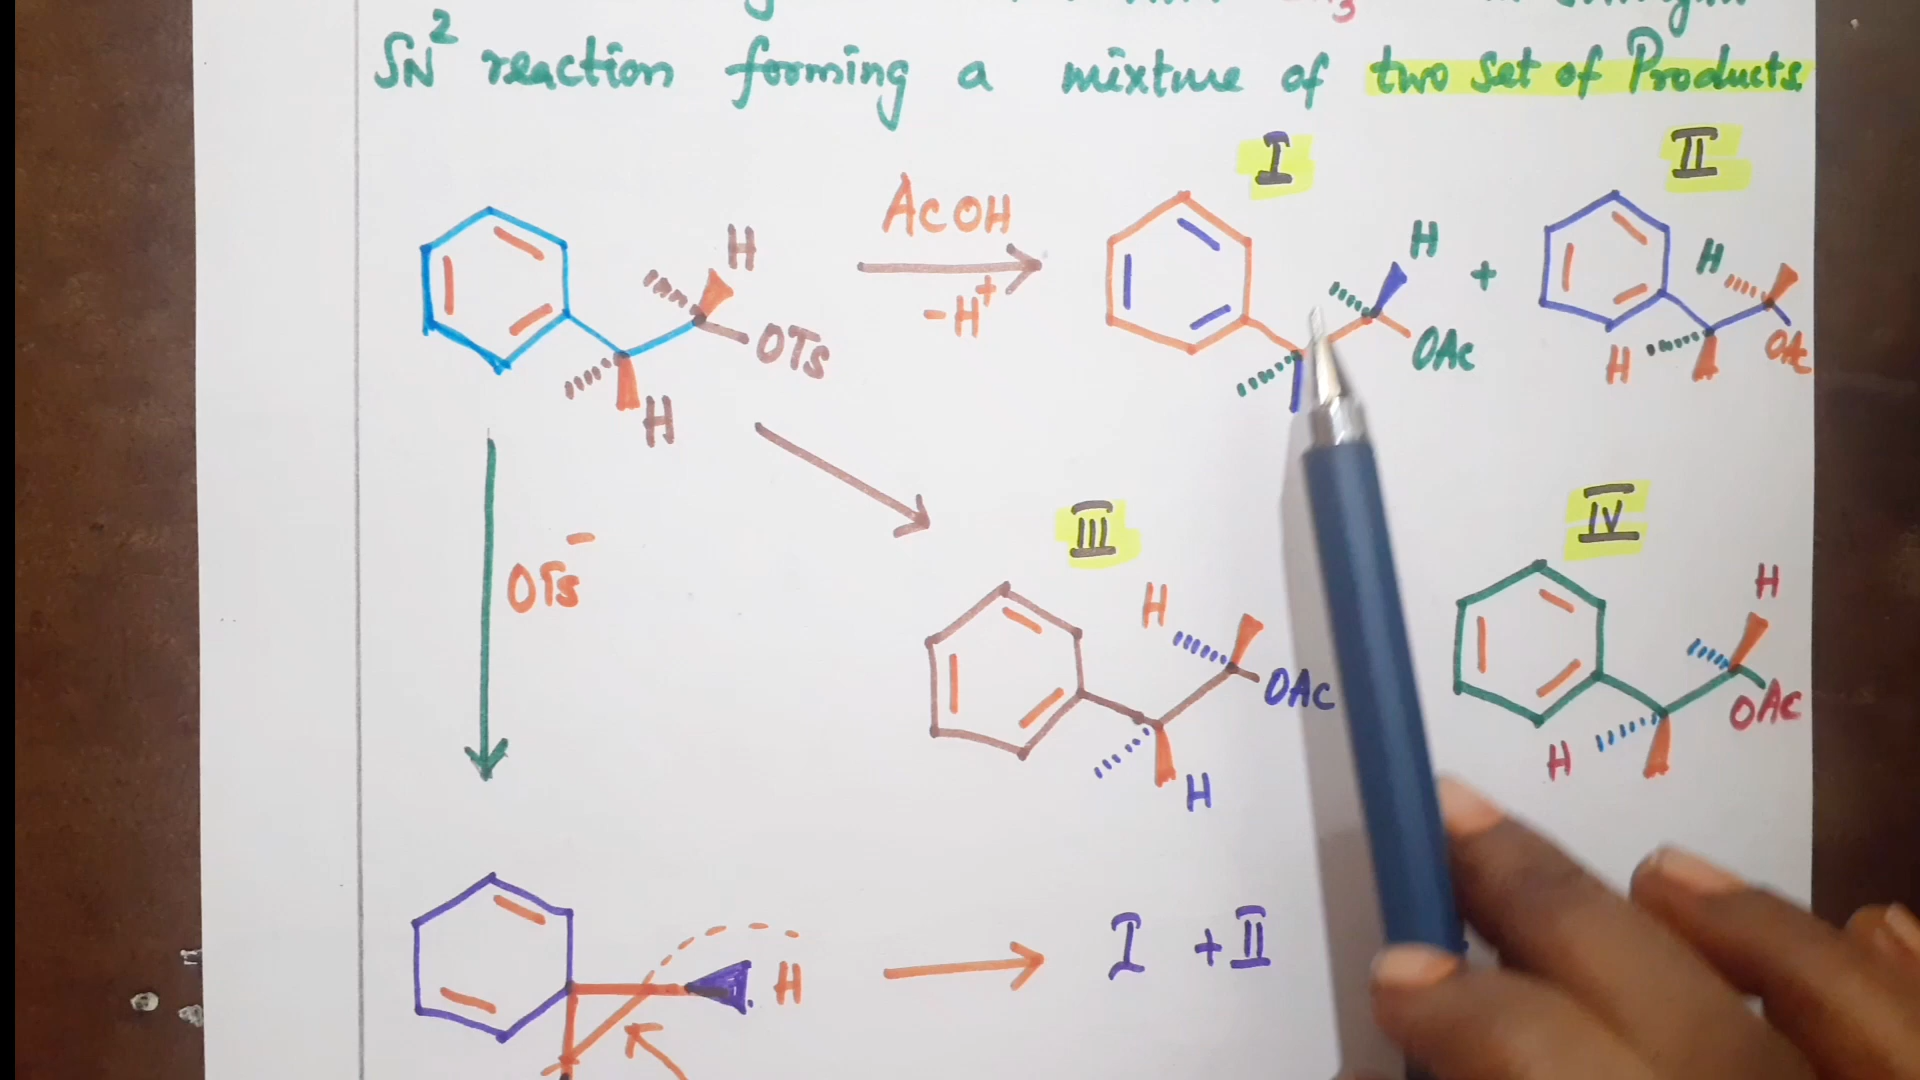 SN² reaction forming a mixture of two set of Products
I
II
AcOH
-H⁺
H
OTs
H
H
OAc
+
H
H
OAc
OTs⁻
III
IV
H
OAc
H
H
OAc
H
H
I + II